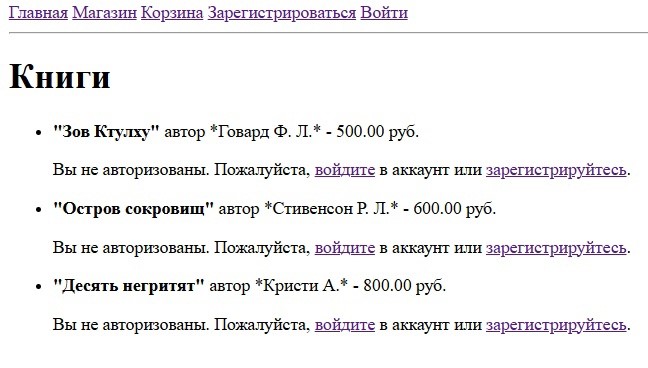 Главная Магазин Корзина Зарегистрироваться Войти
Книги
"Зов Ктулху" автор *Говард Ф. Л.* - 500.00 руб.
Вы не авторизованы. Пожалуйста, войдите в аккаунт или зарегистрируйтесь.
"Остров сокровищ" автор *Стивенсон Р. Л.* - 600.00 руб.
Вы не авторизованы. Пожалуйста, войдите в аккаунт или зарегистрируйтесь.
"Десять негритят" автор *Кристи А.* - 800.00 руб.
Вы не авторизованы. Пожалуйста, войдите в аккаунт или зарегистрируйтесь.